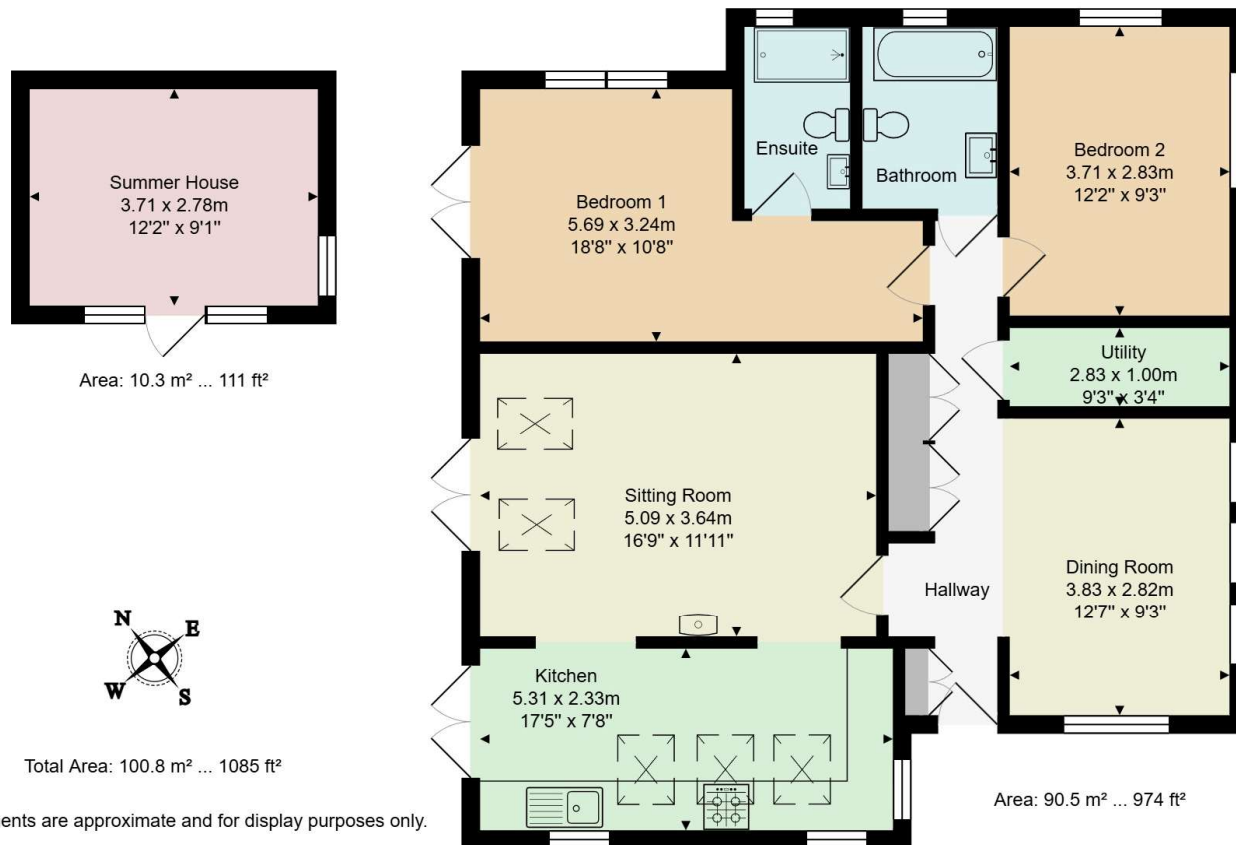 Summer House
3.71 x 2.78m
12'2" x 9'1"
Area: 10.3 m² ... 111 ft²
Bedroom 1
5.69 x 3.24m
18'8" x 10'8"
Ensuite
Bathroom
Bedroom 2
3.71 x 2.83m
12'2" x 9'3"
Utility
2.83 x 1.00m
9'3" x 3'4"
Sitting Room
5.09 x 3.64m
16'9" x 11'11"
Hallway
Dining Room
3.83 x 2.82m
12'7" x 9'3"
Kitchen
5.31 x 2.33m
17'5" x 7'8"
N
E
W
S
Total Area: 100.8 m² ... 1085 ft²
Area: 90.5 m² ... 974 ft²
are approximate and for display purposes only.